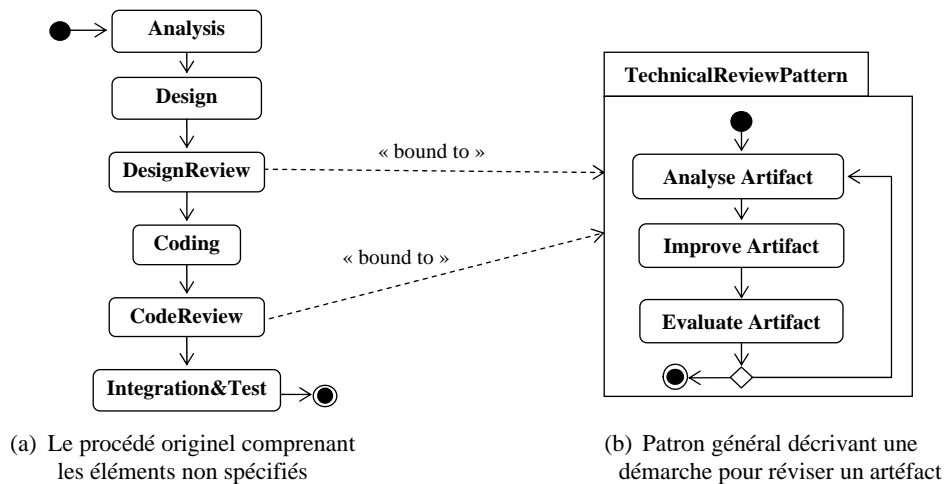 Analysis
Design
DesignReview
Coding
CodeReview
Integration&Test
« bound to »
« bound to »
TechnicalReviewPattern
Analyse Artifact
Improve Artifact
Evaluate Artifact
(a) Le procédé originel comprenant
les éléments non spécifiés
(b) Patron général décrivant une
démarche pour réviser un artéfact